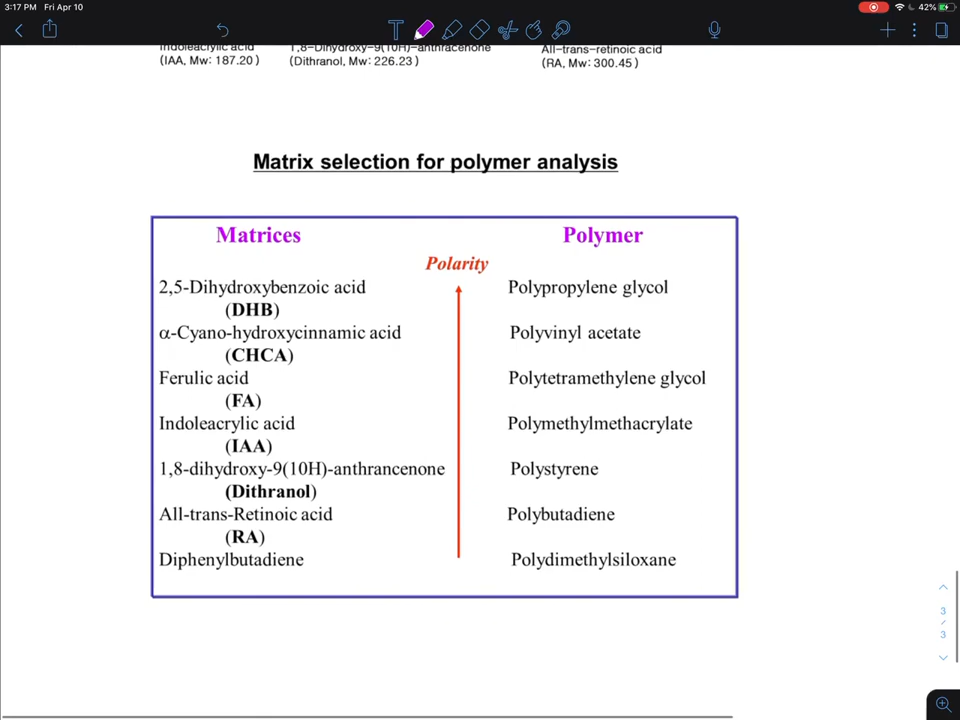 3:17 PM Fri Apr 10 42%
Indoleacrylic acid 1,8-Dihydroxy-9(10H)-anthracenone All-trans-retinoic acid
(IAA, Mw: 187.20) (Dithranol, Mw: 226.23) (RA, Mw: 300.45)
Matrix selection for polymer analysis
Matrices Polymer
Polarity
2,5-Dihydroxybenzoic acid Polypropylene glycol
(DHB)
α-Cyano-hydroxycinnamic acid Polyvinyl acetate
(CHCA)
Ferulic acid Polytetramethylene glycol
(FA)
Indoleacrylic acid Polymethylmethacrylate
(IAA)
1,8-dihydroxy-9(10H)-anthrancenone Polystyrene
(Dithranol)
All-trans-Retinoic acid Polybutadiene
(RA)
Diphenylbutadiene Polydimethylsiloxane
3
/
3